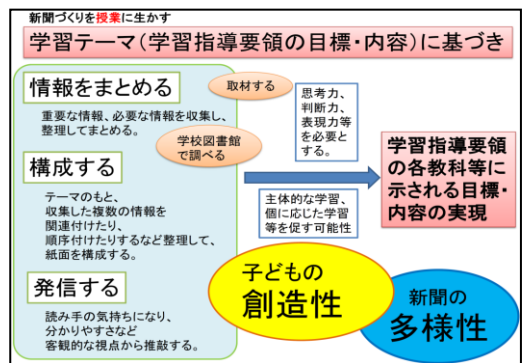 新聞づくりを授業に生かす
学習テーマ(学習指導要領の目標・内容)に基づき
情報をまとめる
重要な情報、必要な情報を収集し、
整理してまとめる。
取材する
学校図書館
で調べる
構成する
テーマのもと、
収集した複数の情報を
関連付けたり、
順序付けたりするなど整理して、
紙面を構成する。
発信する
読み手の気持ちになり、
分かりやすさなど
客観的な視点から推敲する。
思考力、
判断力、
表現力等
を必要と
する。
主体的な学習、
個に応じた学習
等を促す可能性
学習指導要領
の各教科等に
示される目標・
内容の実現
子どもの
創造性
新聞の
多様性